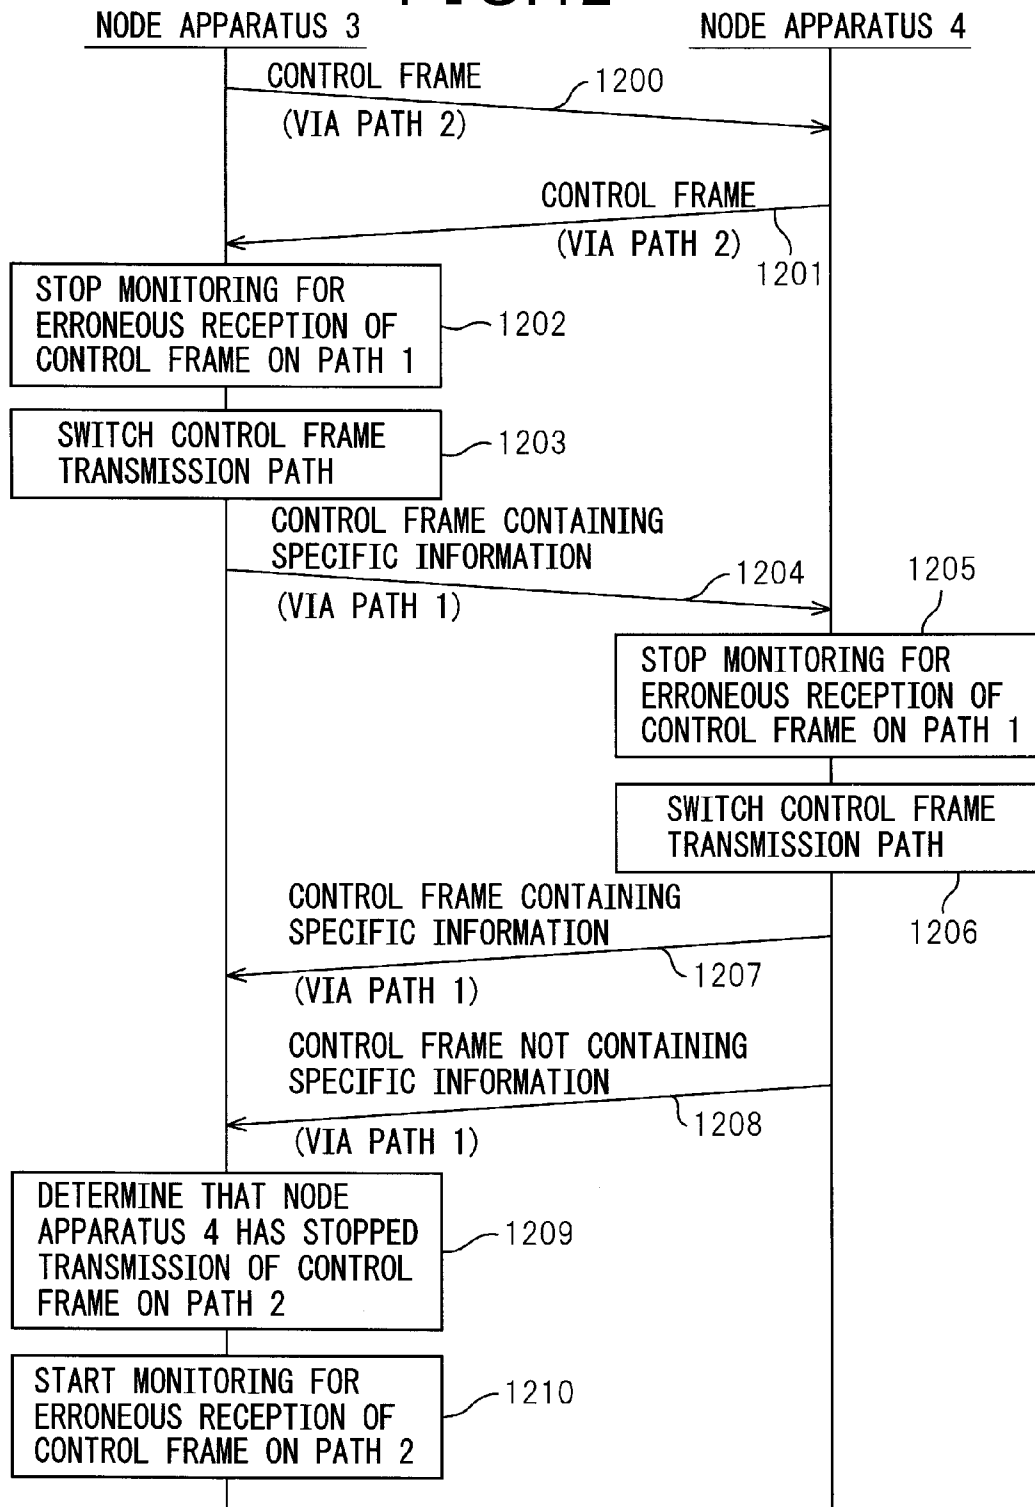 NODE APPARATUS 3
NODE APPARATUS 4
CONTROL FRAME
1200
(VIA PATH 2)
CONTROL FRAME
(VIA PATH 2)
1201
STOP MONITORING FOR
ERRONEOUS RECEPTION OF
CONTROL FRAME ON PATH 1
1202
SWITCH CONTROL FRAME
TRANSMISSION PATH
1203
CONTROL FRAME CONTAINING
SPECIFIC INFORMATION
(VIA PATH 1)
1204
1205
STOP MONITORING FOR
ERRONEOUS RECEPTION OF
CONTROL FRAME ON PATH 1
SWITCH CONTROL FRAME
TRANSMISSION PATH
1206
CONTROL FRAME CONTAINING
SPECIFIC INFORMATION
1207
(VIA PATH 1)
CONTROL FRAME NOT CONTAINING
SPECIFIC INFORMATION
1208
(VIA PATH 1)
DETERMINE THAT NODE
APPARATUS 4 HAS STOPPED
TRANSMISSION OF CONTROL
FRAME ON PATH 2
1209
START MONITORING FOR
ERRONEOUS RECEPTION OF
CONTROL FRAME ON PATH 2
1210